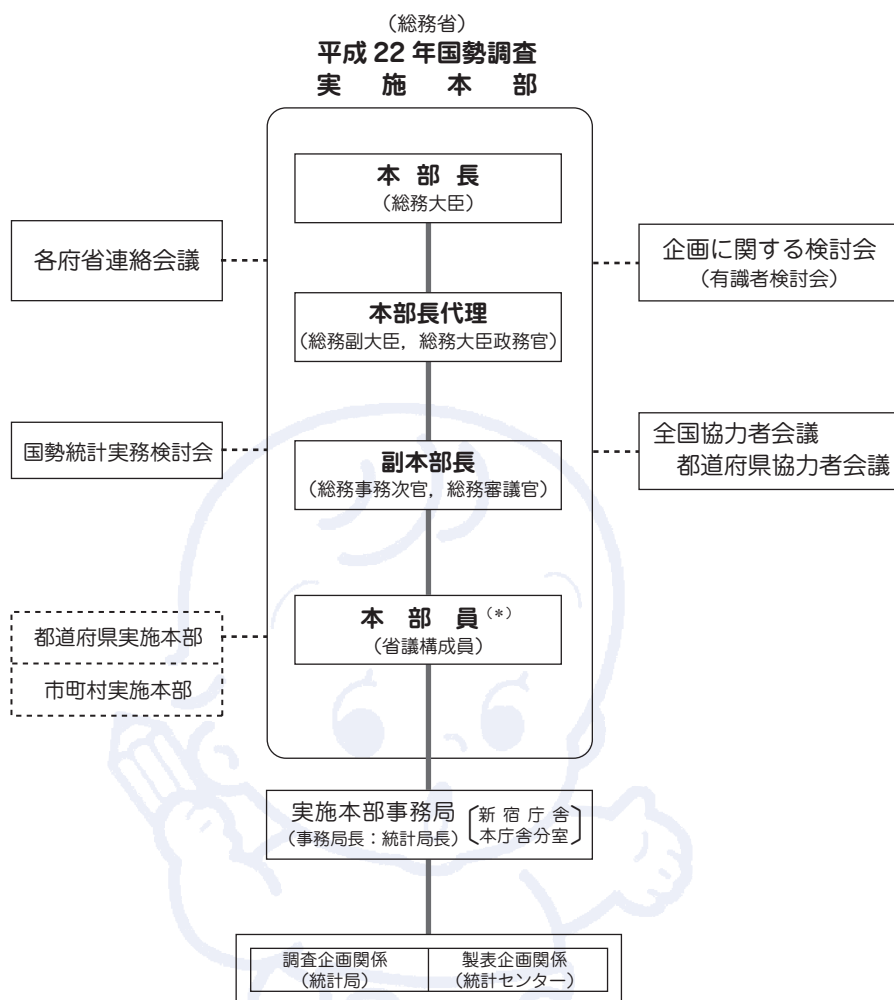 (総務省)
平成 22 年国勢調査
実施本部
本部長
(総務大臣)
各府省連絡会議
企画に関する検討会
(有識者検討会)
本部長代理
(総務副大臣,総務大臣政務官)
国勢統計実務検討会
全国協力者会議
都道府県協力者会議
副本部長
(総務事務次官,総務審議官)
本部員(*)
(省議構成員)
都道府県実施本部
市町村実施本部
実施本部事務局
(事務局長:統計局長)
新宿庁舎
本庁舎分室
調査企画関係
(統計局)
製表企画関係
(統計センター)